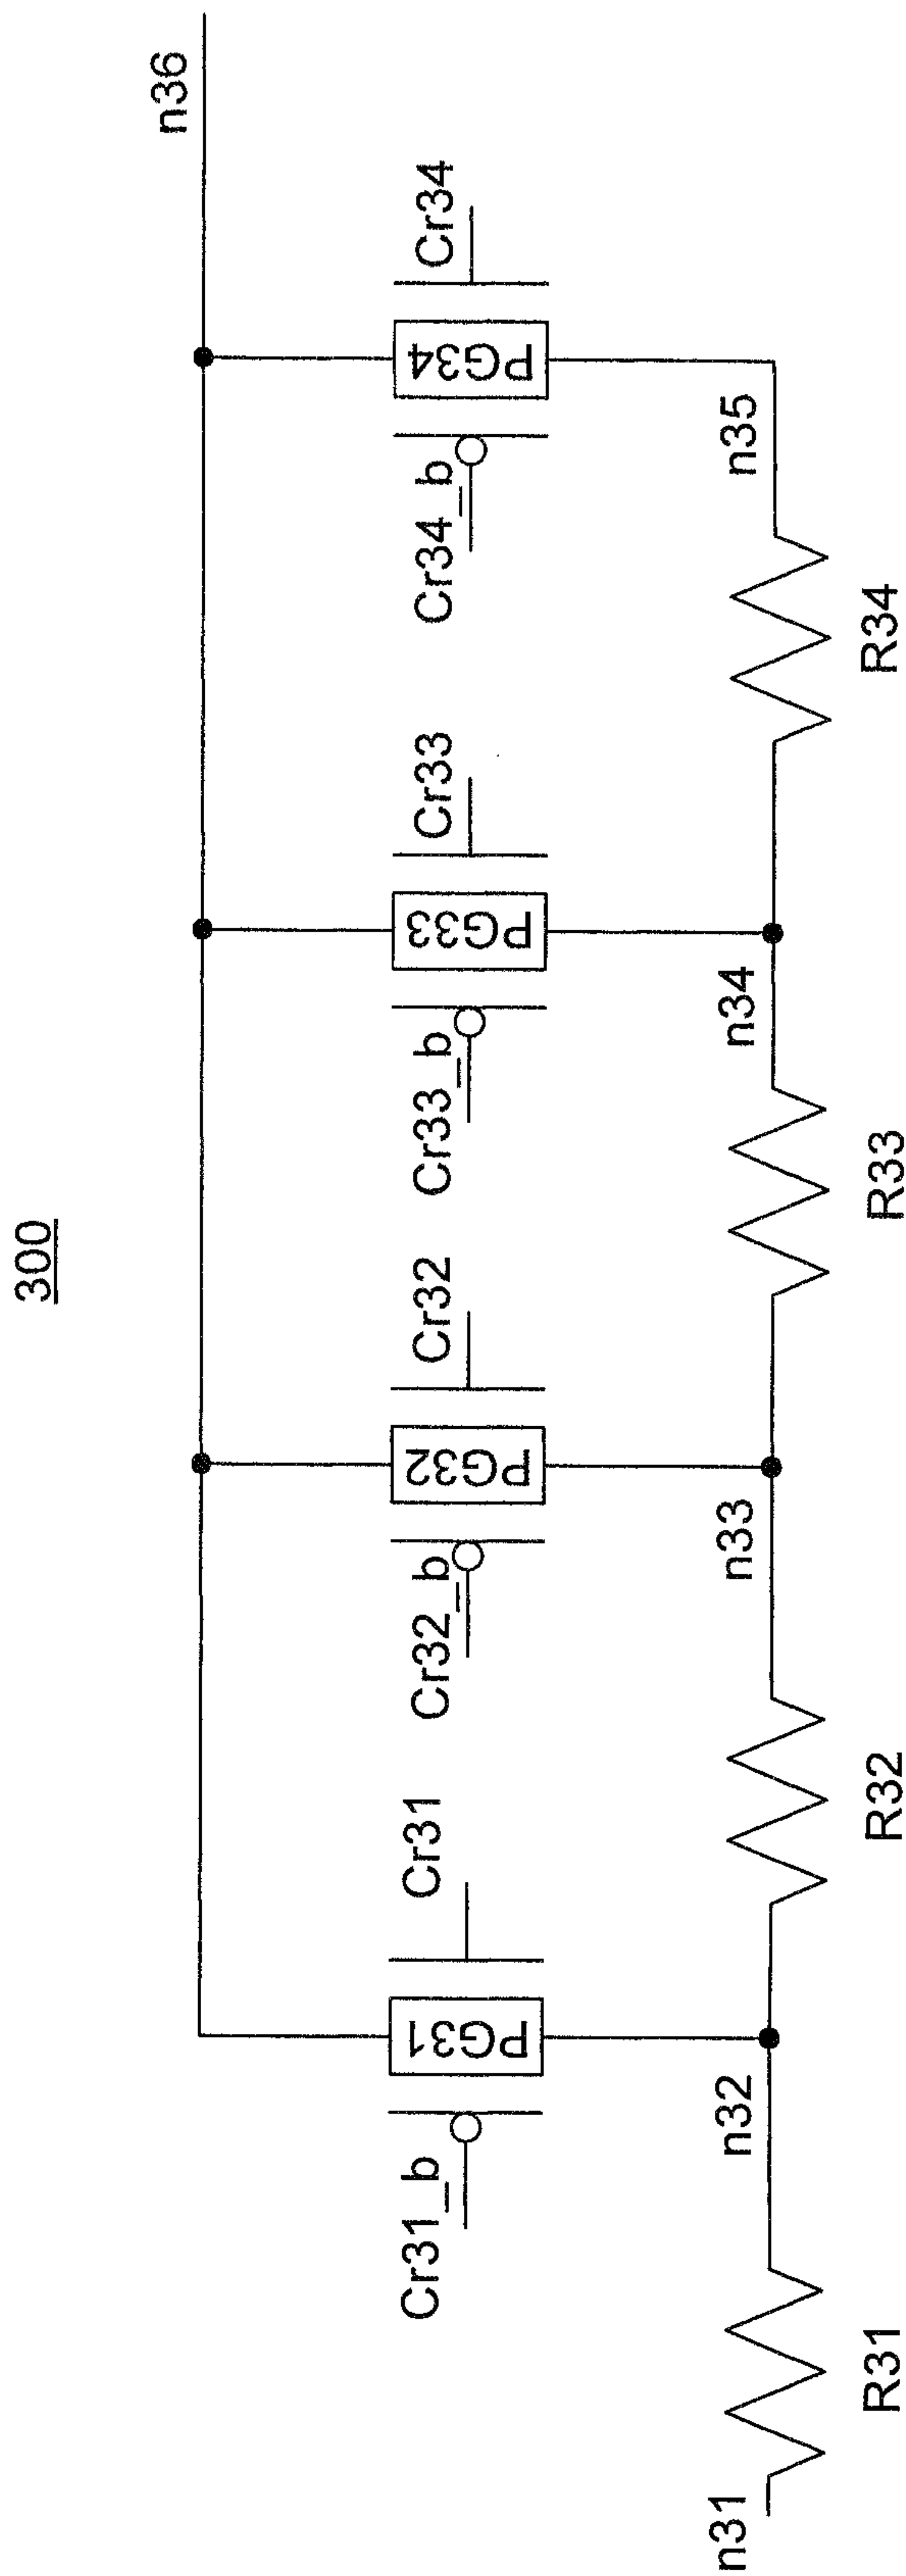 300
n36
Cr31_b
PG31
Cr31
Cr32_b
PG32
Cr32
Cr33_b
PG33
Cr33
Cr34_b
PG34
Cr34
n31
n32
n33
n34
n35
R31
R32
R33
R34